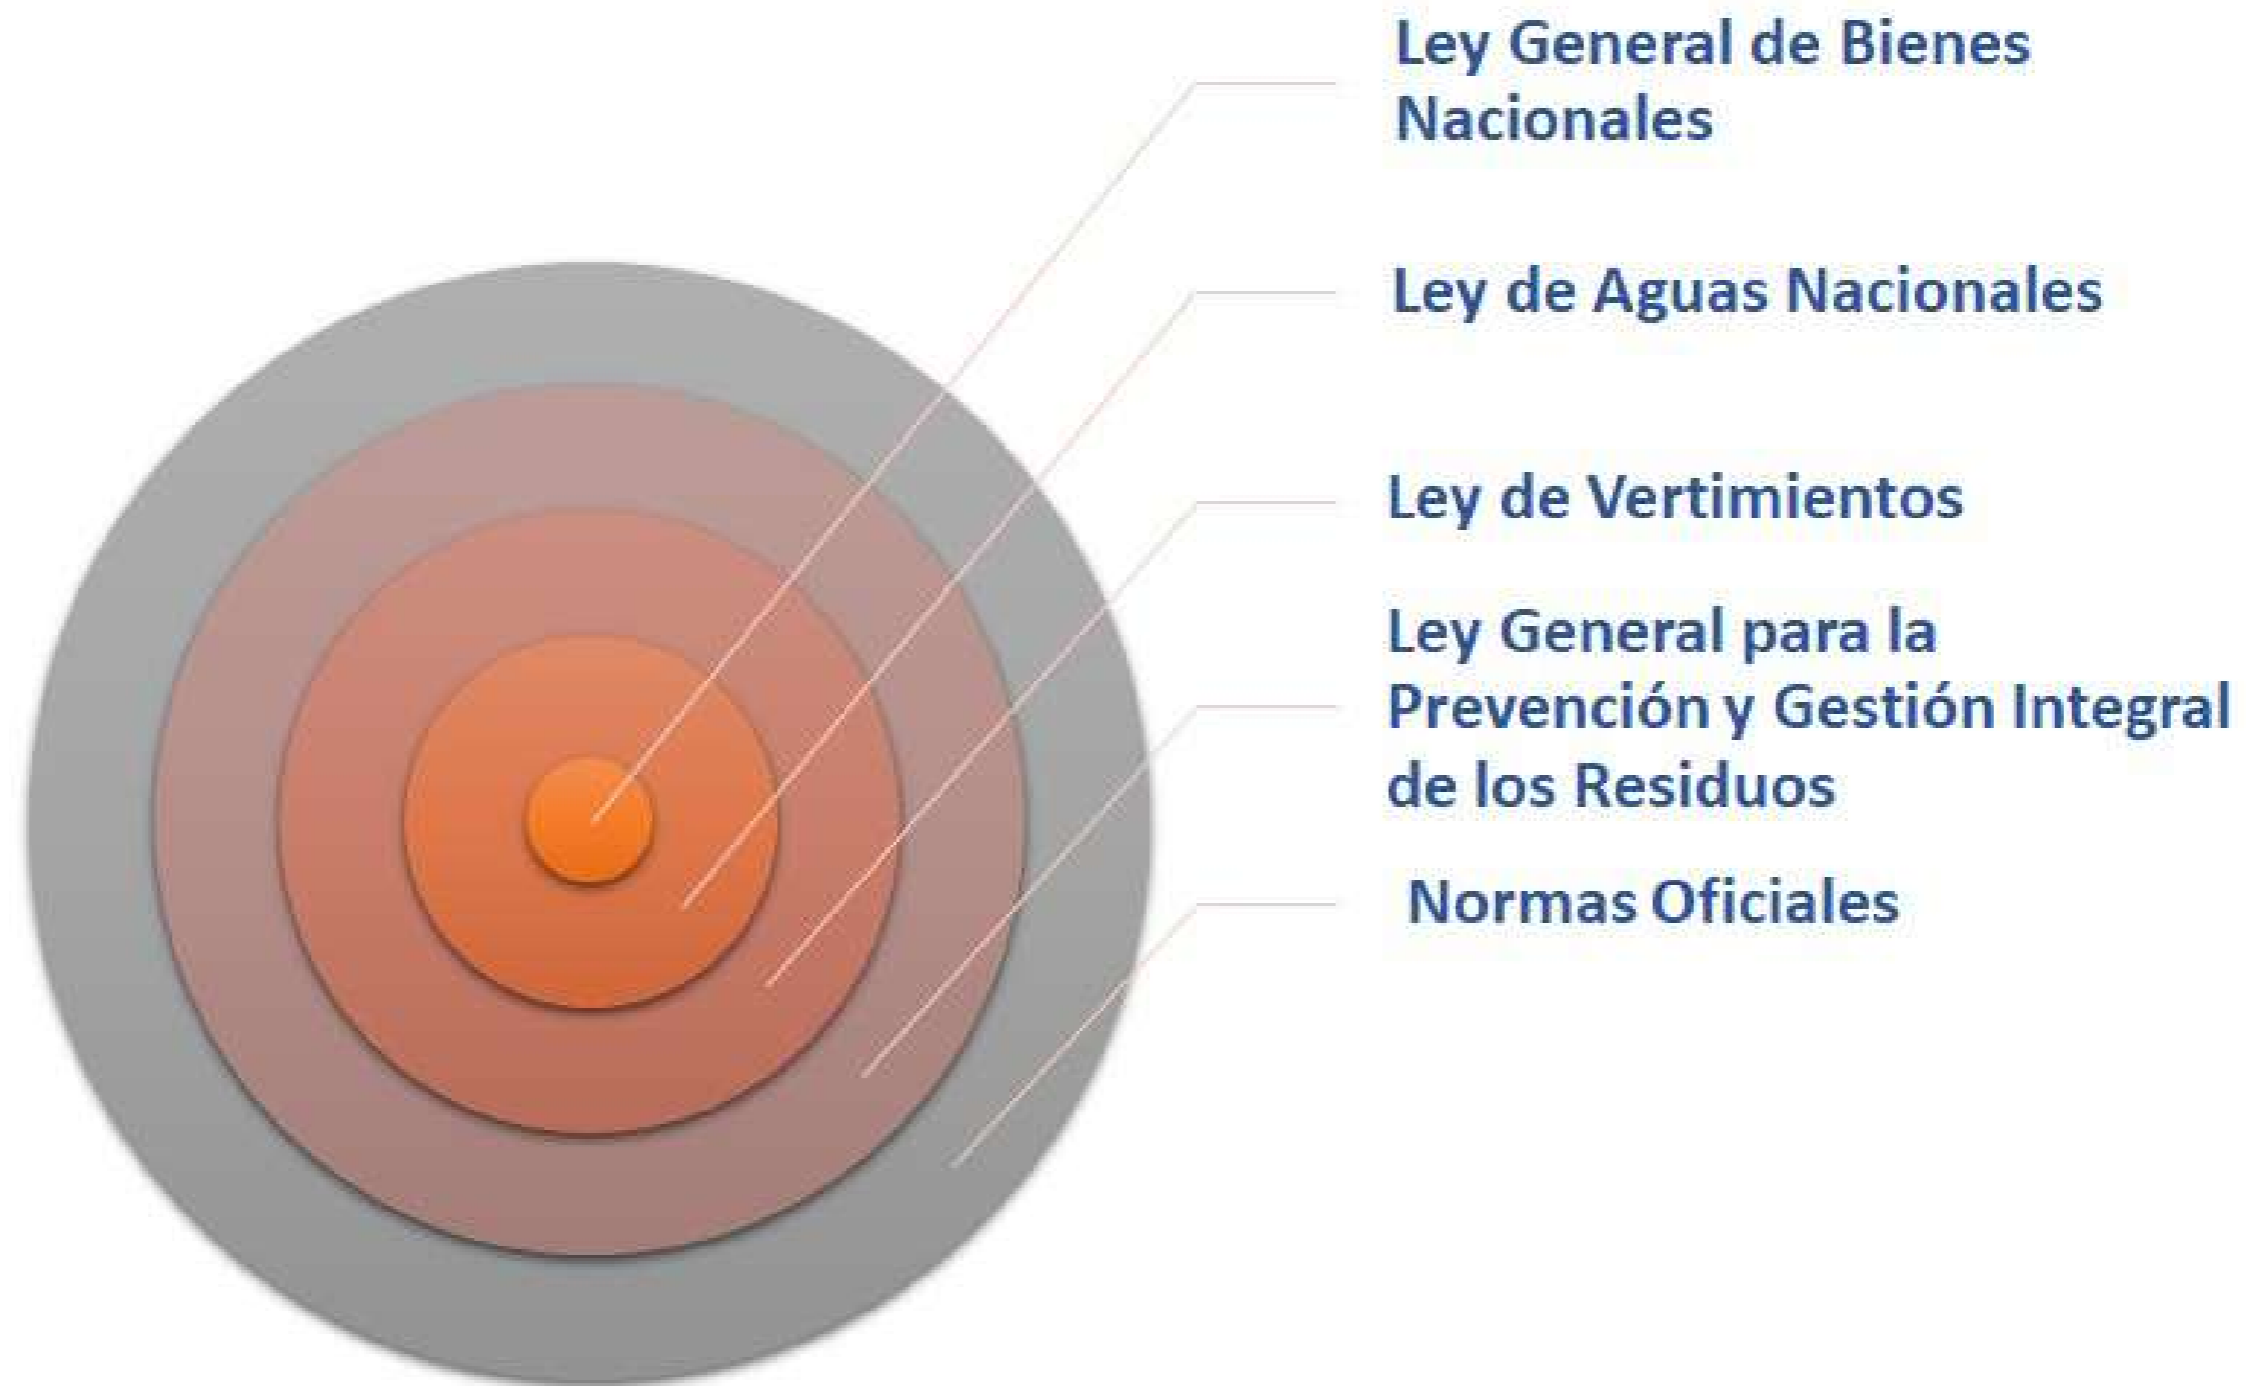 Ley General de Bienes
Nacionales
Ley de Aguas Nacionales
Ley de Vertimientos
Ley General para la
Prevención y Gestión Integral
de los Residuos
Normas Oficiales